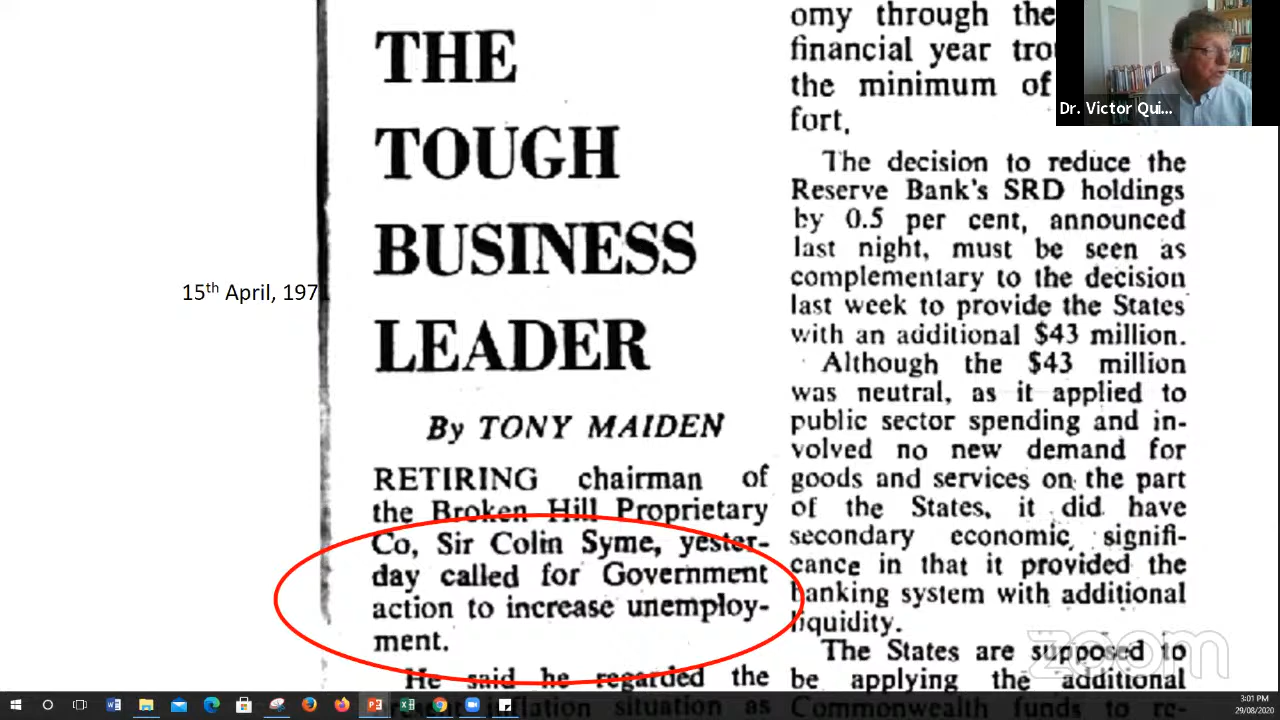 THE
TOUGH
BUSINESS
LEADER
By TONY MAIDEN
RETIRING chairman of
the Broken Hill Proprietary
Co, Sir Colin Syme, yester-
day called for Government
action to increase unemploy-
ment.
He said he regarded the
inflation situation as
15th April, 197
omy through the
financial year tro
the minimum of
fort.
The decision to reduce the
Reserve Bank's SRD holdings
by 0.5 per cent, announced
last night, must be seen as
complementary to the decision
last week to provide the States
with an additional $43 million.
Although the $43 million
was neutral, as it applied to
public sector spending and in-
volved no new demand for
goods and services on the part
of the States, it did have
secondary economic signifi-
cance in that it provided the
banking system with additional
liquidity.
The States are supposed to
be applying the additional
Commonwealth funds to re-
Dr. Victor Qui...
zoom
3:01 PM
29/08/2020